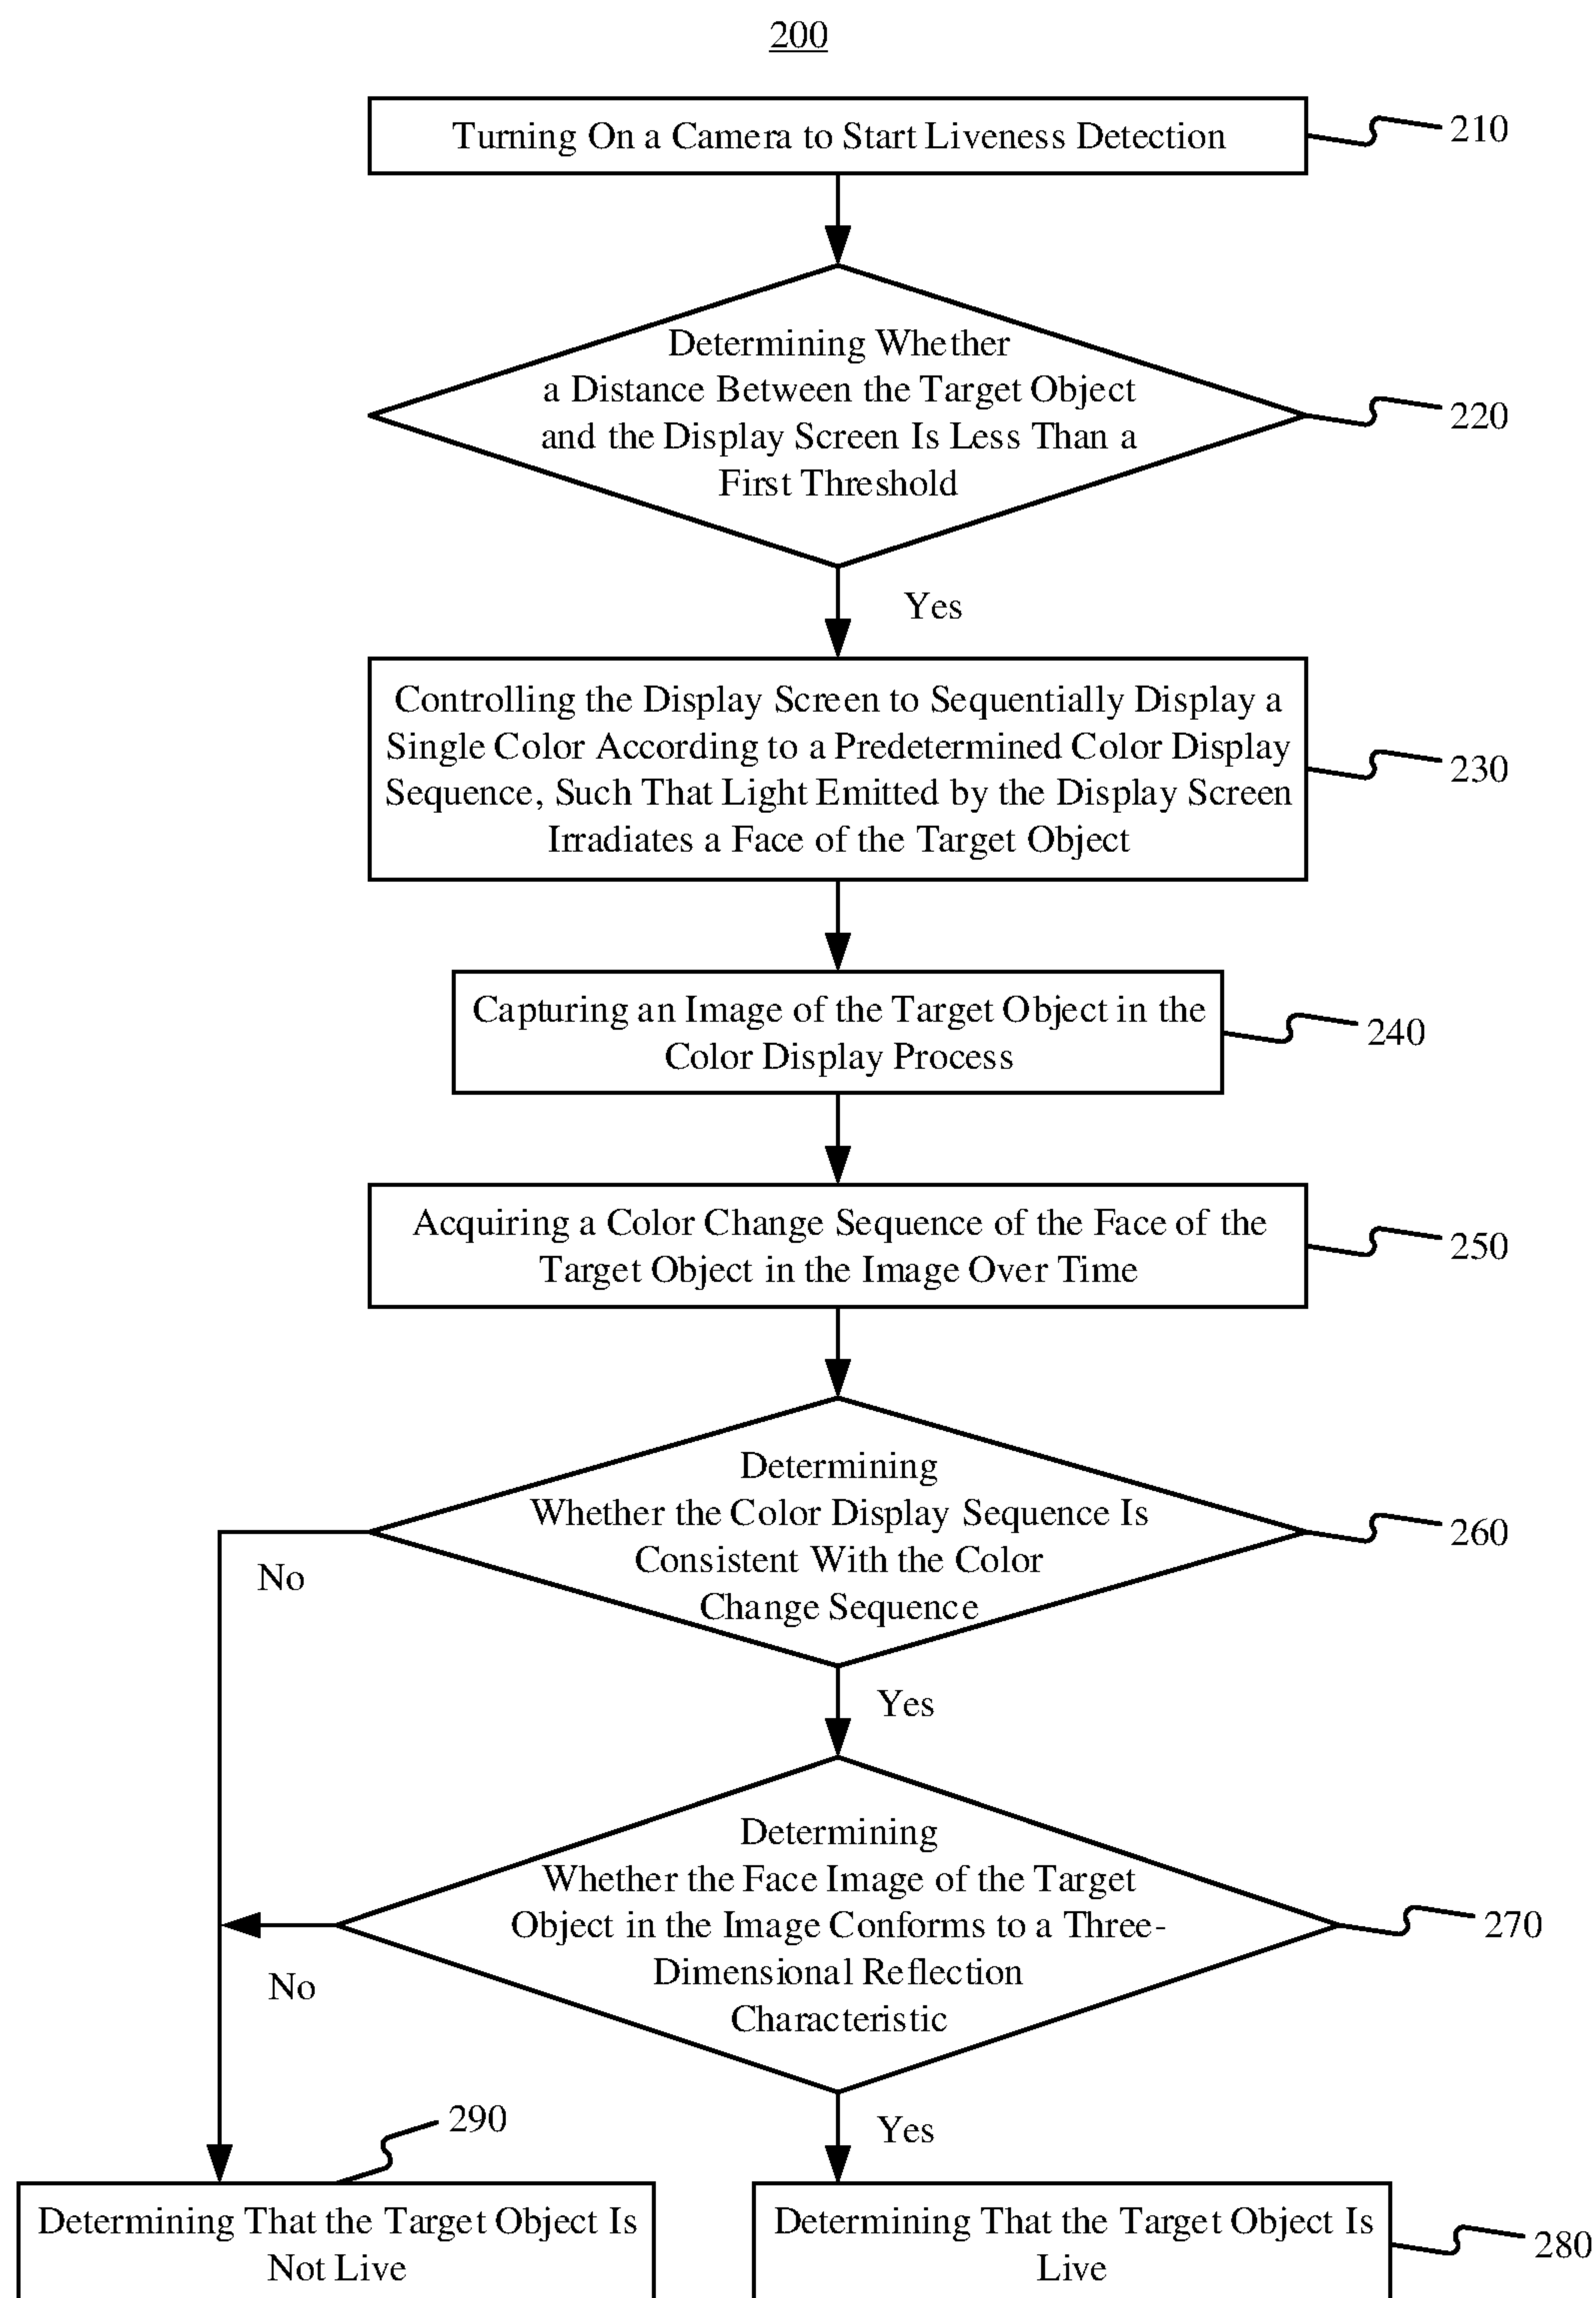 200
Turning On a Camera to Start Liveness Detection
210
Determining Whether
a Distance Between the Target Object
and the Display Screen Is Less Than a
First Threshold
220
Yes
Controlling the Display Screen to Sequentially Display a
Single Color According to a Predetermined Color Display
Sequence, Such That Light Emitted by the Display Screen
Irradiates a Face of the Target Object
230
Capturing an Image of the Target Object in the
Color Display Process
240
Acquiring a Color Change Sequence of the Face of the
Target Object in the Image Over Time
250
Determining
Whether the Color Display Sequence Is
Consistent With the Color
Change Sequence
260
No
Yes
Determining
Whether the Face Image of the Target
Object in the Image Conforms to a Three-
Dimensional Reflection
Characteristic
270
No
Yes
290
Determining That the Target Object Is
Not Live
Determining That the Target Object Is
Live
280